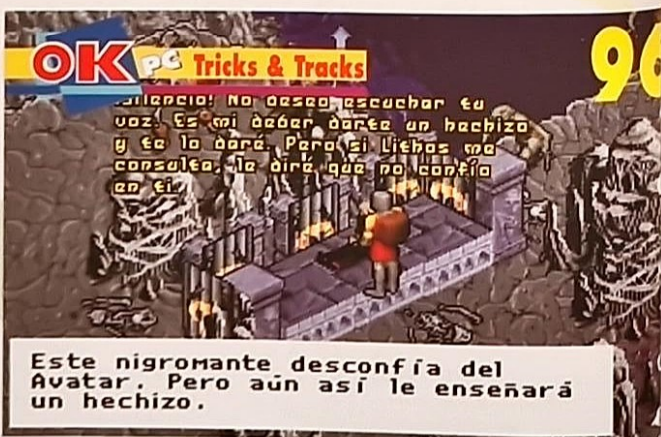 OK PC Tricks & Tracks
96
¡Silencio! No deseo escuchar tu
voz. Es mi deber darte un hechizo
y te lo daré. Pero si Lithos me
consulta, le diré que no confío
en ti.
Este nigromante desconfía del
Avatar. Pero aún así le enseñará
un hechizo.